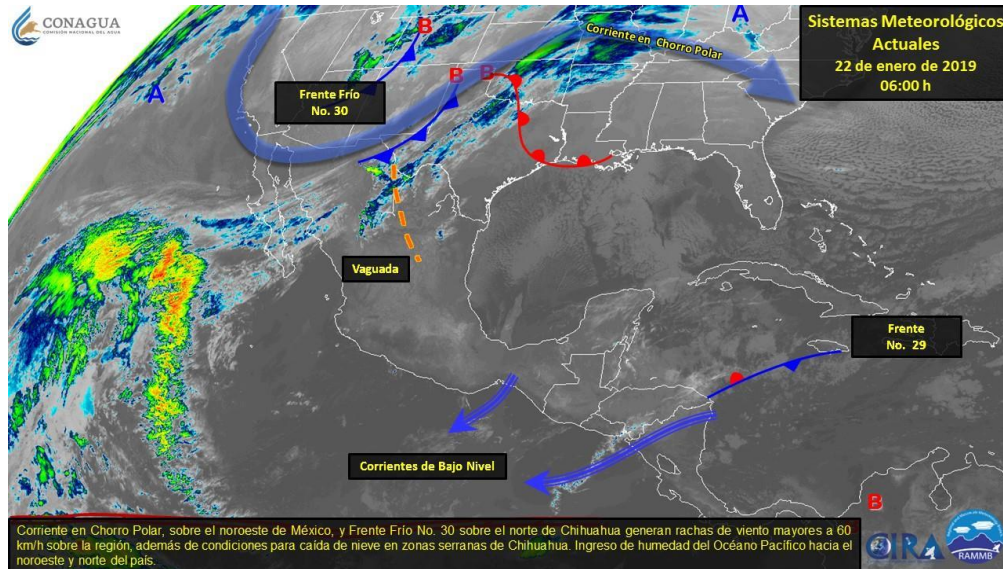 CONAGUA
COMISIÓN NACIONAL DEL AGUA
Sistemas Meteorológicos
Actuales
22 de enero de 2019
06:00 h
A
B
Corriente en Chorro Polar
B B
A
Frente Frío
No. 30
Vaguada
Frente
No. 29
Corrientes de Bajo Nivel
B
Corriente en Chorro Polar, sobre el noroeste de México, y Frente Frío No. 30 sobre el norte de Chihuahua generan rachas de viento mayores a 60
km/h sobre la región, además de condiciones para caída de nieve en zonas serranas de Chihuahua. Ingreso de humedad del Océano Pacífico hacia el
noroeste y norte del país.
CIRA
RAMMB